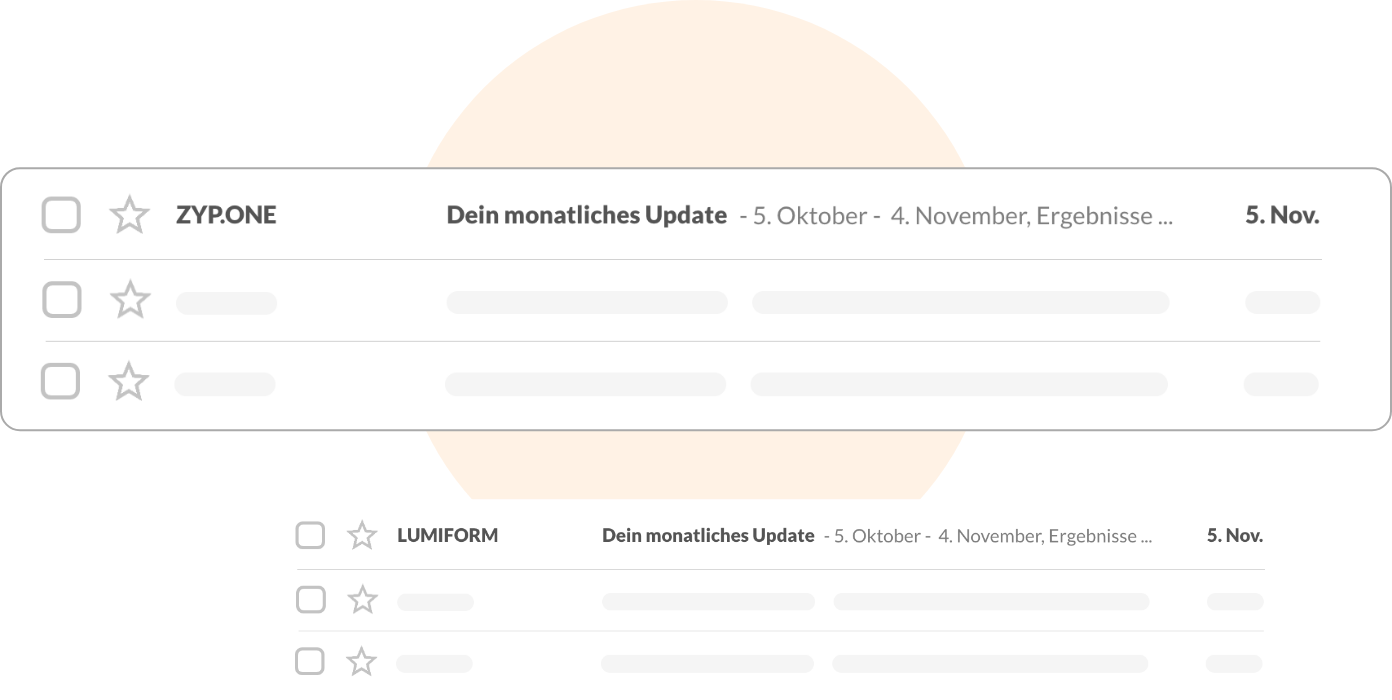 ZYP.ONE Dein monatliches Update - 5. Oktober - 4. November, Ergebnisse ... 5. Nov.
LUMIFORM Dein monatliches Update - 5. Oktober - 4. November, Ergebnisse ... 5. Nov.